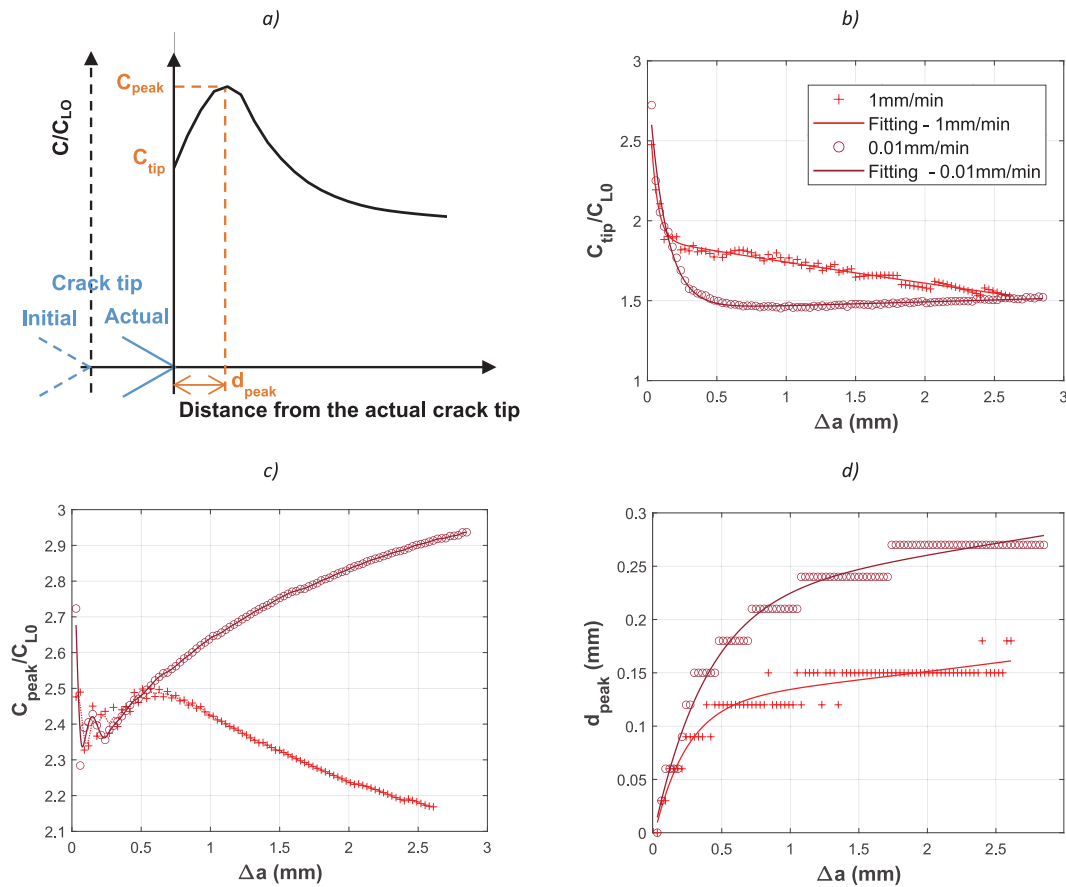 a)
C/C_LO
C_peak
C_tip
Crack tip
Initial Actual
d_peak
Distance from the actual crack tip
b)
3
2.5
2
1.5
1
C_tip/C_L0
1mm/min
Fitting - 1mm/min
0.01mm/min
Fitting - 0.01mm/min
0 0.5 1 1.5 2 2.5 3
Δa (mm)
c)
3
2.9
2.8
2.7
2.6
2.5
2.4
2.3
2.2
2.1
C_peak/C_L0
0 0.5 1 1.5 2 2.5 3
Δa (mm)
d)
0.3
0.25
0.2
0.15
0.1
0.05
0
d_peak (mm)
0 0.5 1 1.5 2 2.5 3
Δa (mm)